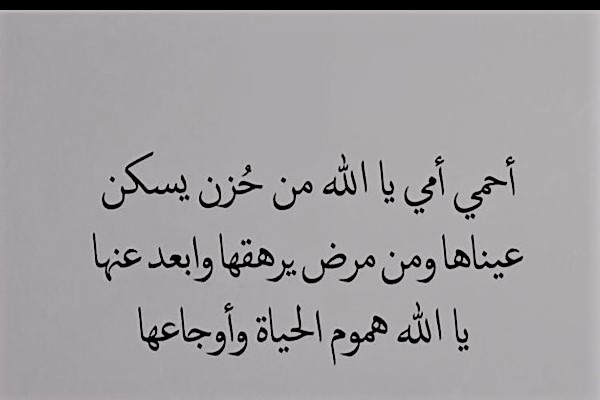 أحمي أمي يا الله من حُزن يسكن
عيناها ومن مرض يرهقها وابعد عنها
يا الله هموم الحياة وأوجاعها